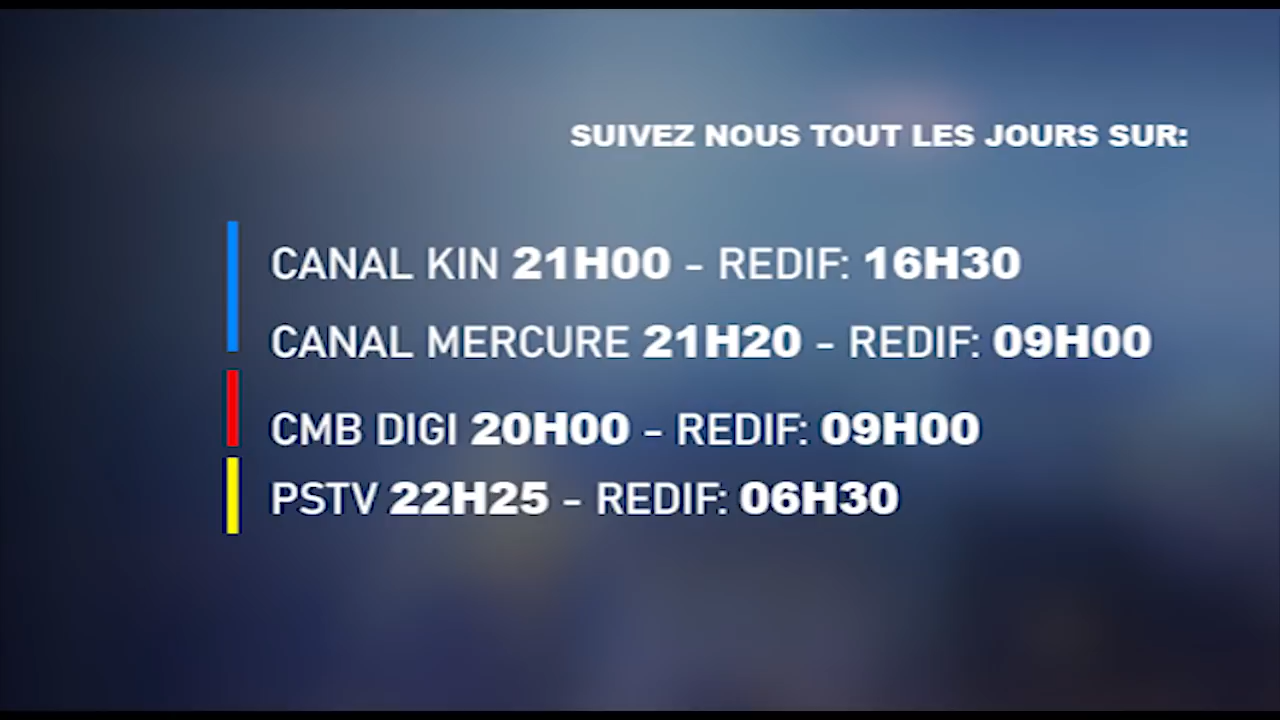 SUIVEZ NOUS TOUT LES JOURS SUR:
CANAL KIN 21H00 - REDIF: 16H30
CANAL MERCURE 21H20 - REDIF: 09H00
CMB DIGI 20H00 - REDIF: 09H00
PSTV 22H25 - REDIF: 06H30